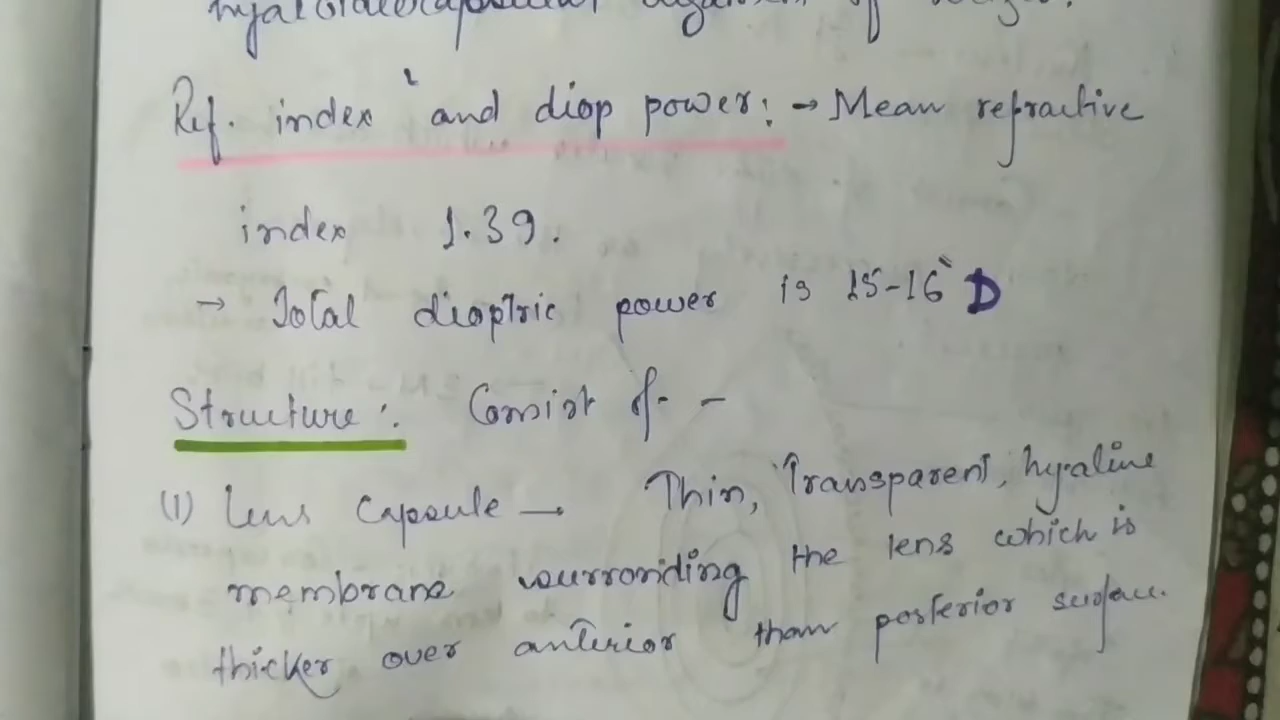 Ref. index and diop power: → Mean refractive
index 1.39.
→ Total dioptric power is 15-16 D
Structure: Consist of -
(1) Lens capsule → Thin, Transparent, hyaline
membrane surronding the lens which is
thicker over anterior than posterior surface.